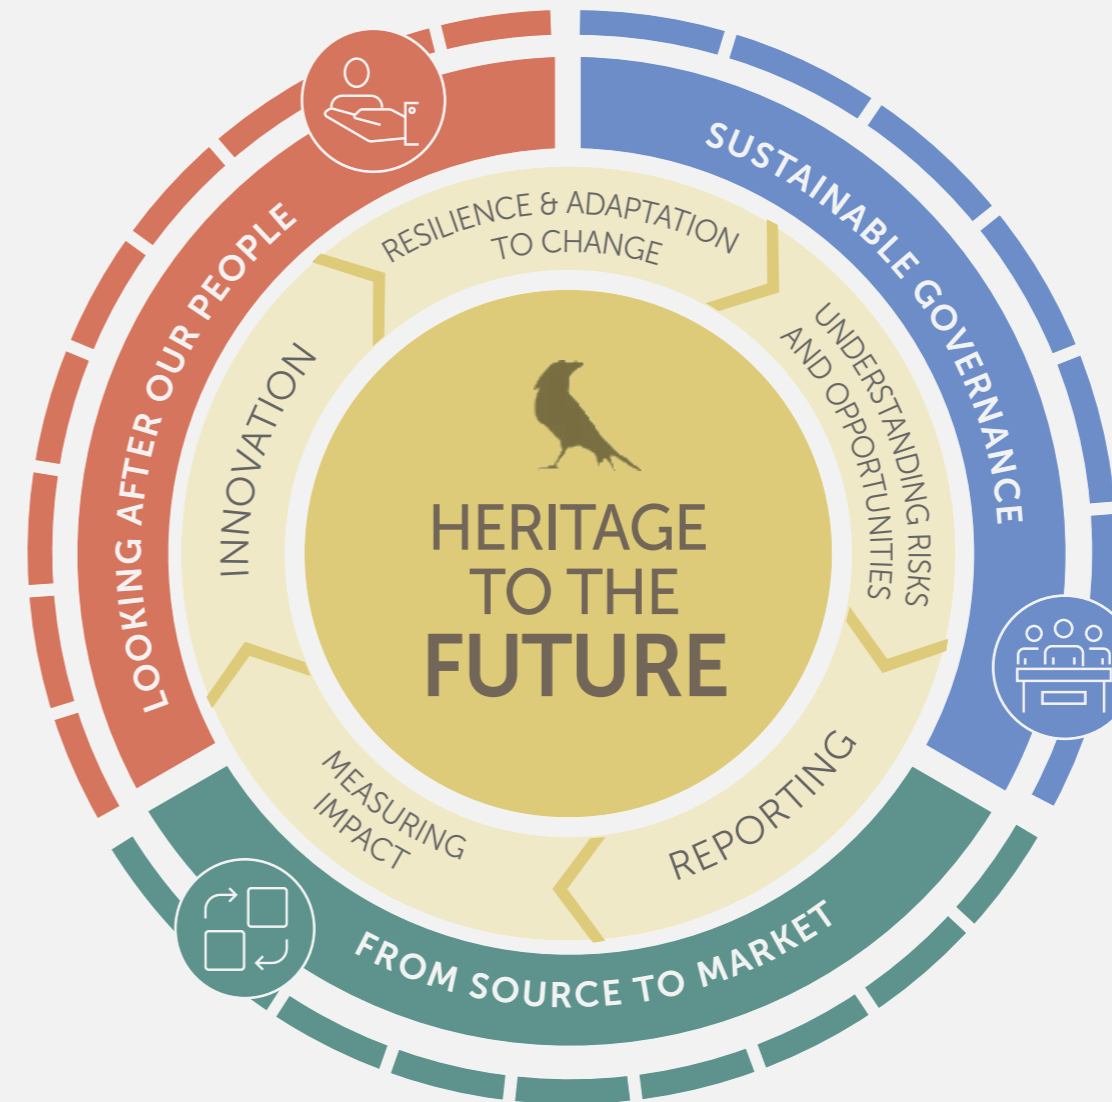 LOOKING AFTER OUR PEOPLE
SUSTAINABLE GOVERNANCE
FROM SOURCE TO MARKET
RESILIENCE & ADAPTATION
TO CHANGE
UNDERSTANDING RISKS
AND OPPORTUNITIES
REPORTING
MEASURING
IMPACT
INNOVATION
HERITAGE
TO THE
FUTURE